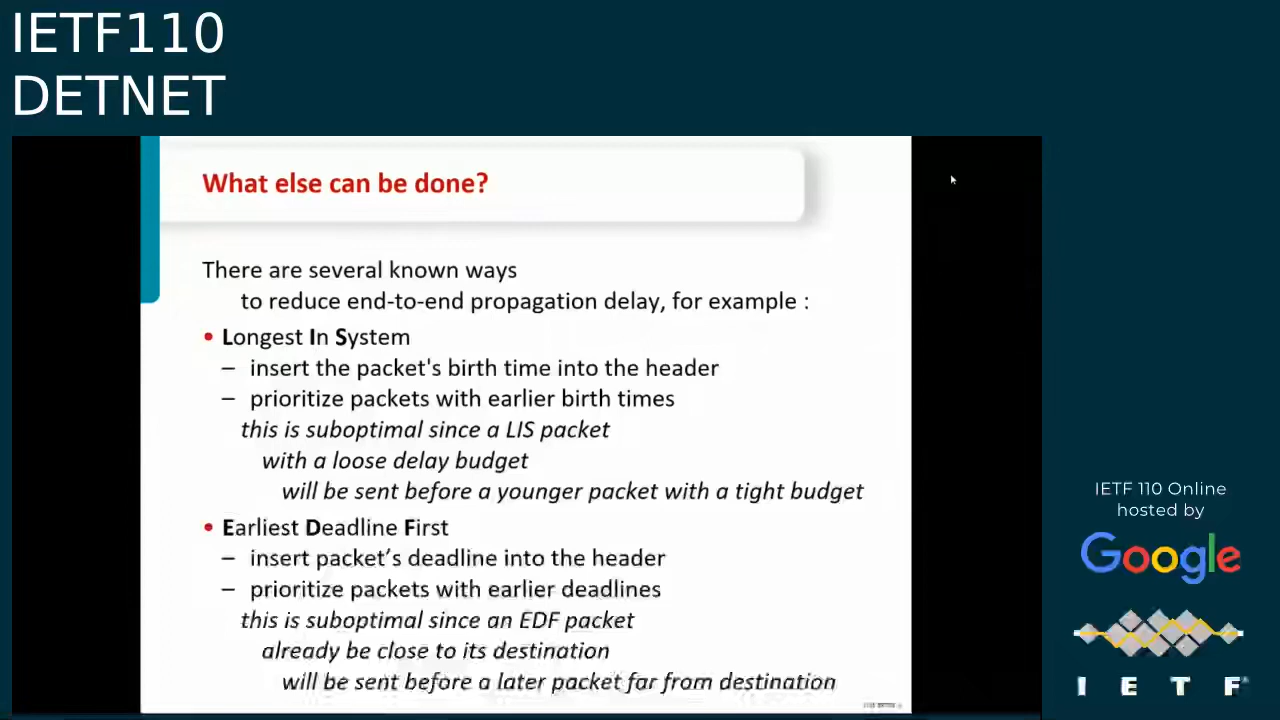 IETF110
DETNET
What else can be done?
There are several known ways
to reduce end-to-end propagation delay, for example :
• Longest In System
– insert the packet's birth time into the header
– prioritize packets with earlier birth times
this is suboptimal since a LIS packet
with a loose delay budget
will be sent before a younger packet with a tight budget
• Earliest Deadline First
– insert packet’s deadline into the header
– prioritize packets with earlier deadlines
this is suboptimal since an EDF packet
already be close to its destination
will be sent before a later packet far from destination
IETF 110 Online
hosted by
Google
I E T F